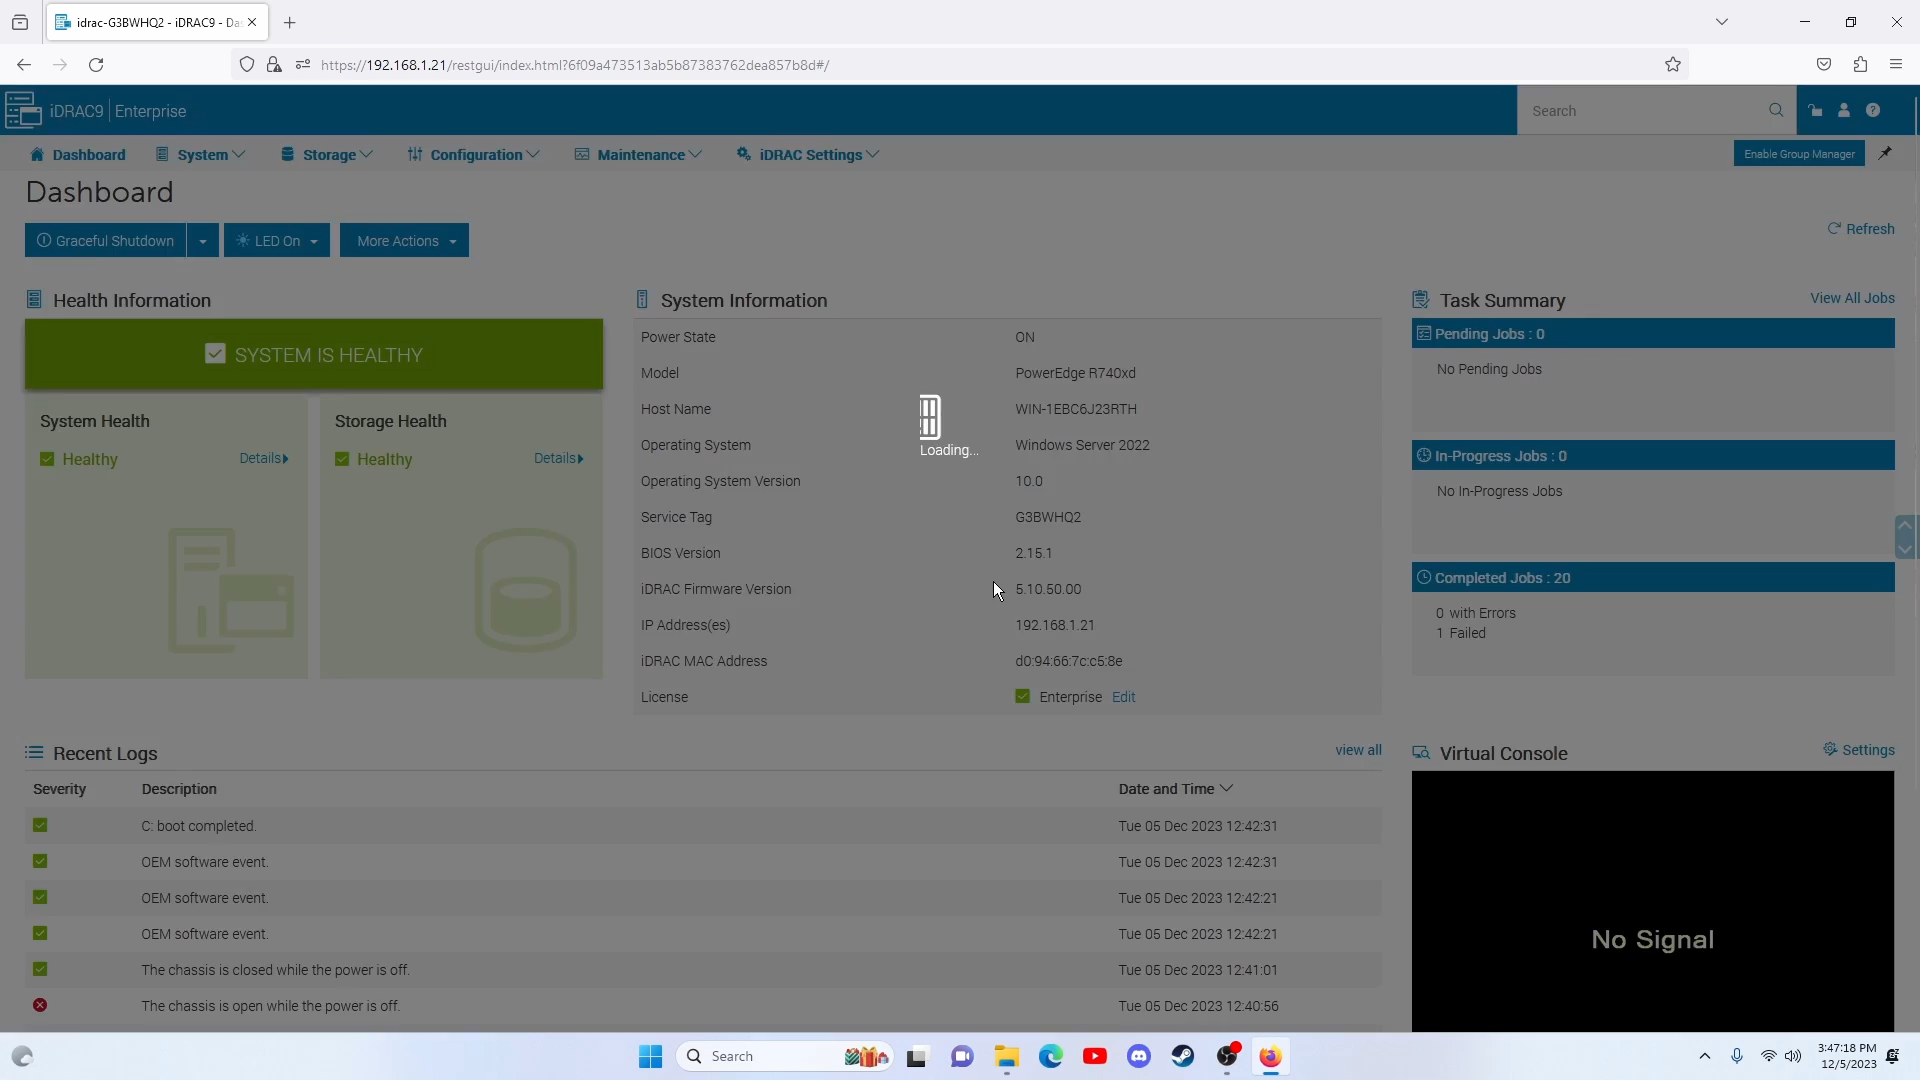 idrac-G3BWHQ2 - iDRAC9 - Da
https://192.168.1.21/restgui/index.html?6f09a473513ab5b87383762dea857b8d#/
iDRAC9 | Enterprise
Search
Dashboard
System
Storage
Configuration
Maintenance
iDRAC Settings
Enable Group Manager
Dashboard
Graceful Shutdown
LED On
More Actions
Refresh
Health Information
SYSTEM IS HEALTHY
System Health
Healthy
Details
Storage Health
Healthy
Details
System Information
Power State ON
Model PowerEdge R740xd
Host Name WIN-1EBC6J23RTH
Operating System Windows Server 2022
Operating System Version 10.0
Service Tag G3BWHQ2
BIOS Version 2.15.1
iDRAC Firmware Version 5.10.50.00
IP Address(es) 192.168.1.21
iDRAC MAC Address d0:94:66:7c:c5:8e
License Enterprise Edit
Loading...
Task Summary
View All Jobs
Pending Jobs : 0
No Pending Jobs
In-Progress Jobs : 0
No In-Progress Jobs
Completed Jobs : 20
0 with Errors
1 Failed
Recent Logs
view all
Severity Description Date and Time
C: boot completed. Tue 05 Dec 2023 12:42:31
OEM software event. Tue 05 Dec 2023 12:42:31
OEM software event. Tue 05 Dec 2023 12:42:21
OEM software event. Tue 05 Dec 2023 12:42:21
The chassis is closed while the power is off. Tue 05 Dec 2023 12:41:01
The chassis is open while the power is off. Tue 05 Dec 2023 12:40:56
Virtual Console
Settings
No Signal
Search
3:47:18 PM
12/5/2023